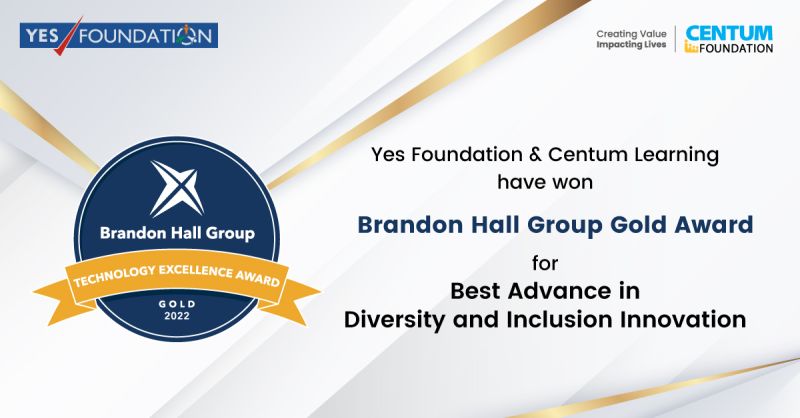 YES FOUNDATION
Creating Value
Impacting Lives
CENTUM
FOUNDATION
Brandon Hall Group
TECHNOLOGY EXCELLENCE AWARD
GOLD
2022
Yes Foundation & Centum Learning
have won
Brandon Hall Group Gold Award
for
Best Advance in
Diversity and Inclusion Innovation